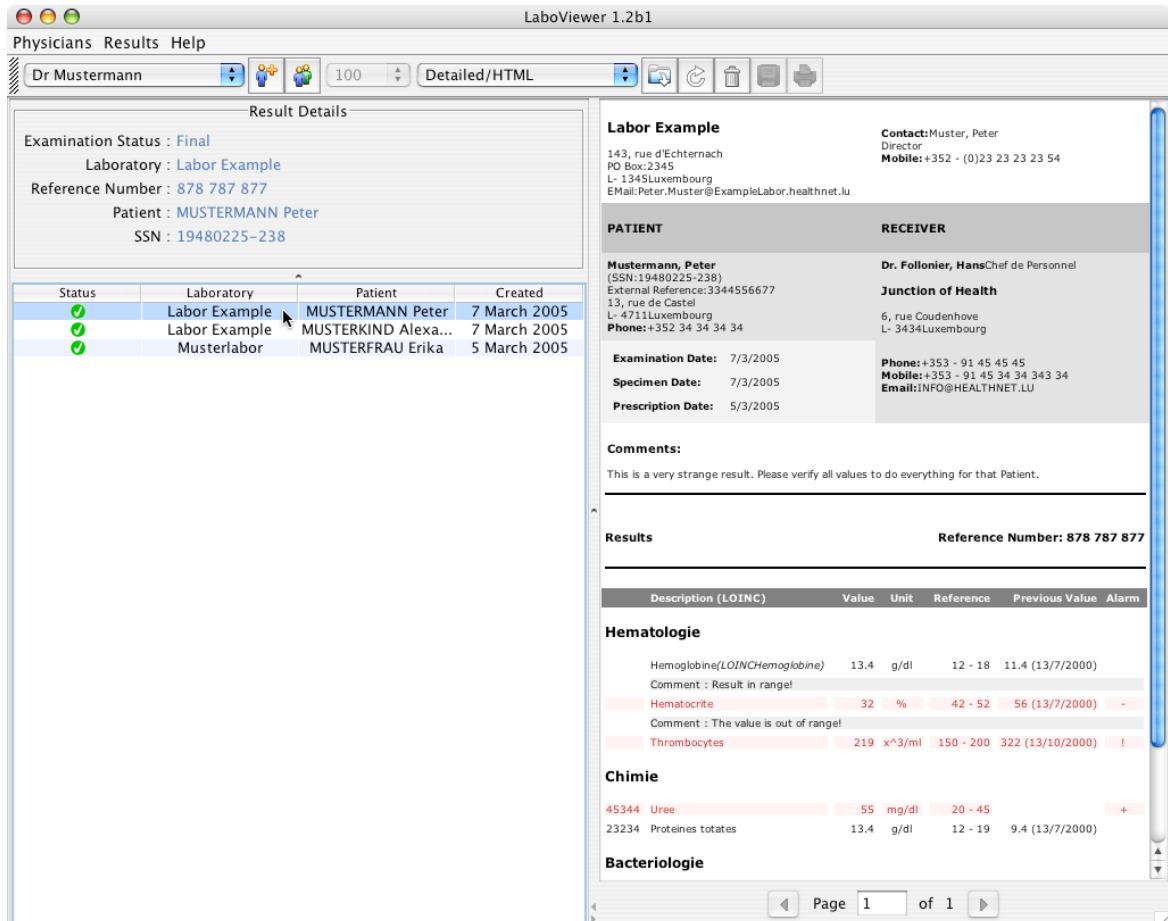 LaboViewer 1.2b1
Physicians Results Help
Dr Mustermann 100 Detailed/HTML
Result Details
Examination Status : Final
Laboratory : Labor Example
Reference Number : 878 787 877
Patient : MUSTERMANN Peter
SSN : 19480225-238
Status Laboratory Patient Created
Labor Example MUSTERMANN Peter 7 March 2005
Labor Example MUSTERKIND Alexa... 7 March 2005
Musterlabor MUSTERFRAU Erika 5 March 2005
Labor Example
143, rue d'Echternach
PO Box:2345
L- 1345Luxembourg
EMail:Peter.Muster@ExampleLabor.healthnet.lu
Contact:Muster, Peter
Director
Mobile:+352 - (0)23 23 23 23 54
PATIENT RECEIVER
Mustermann, Peter
(SSN:19480225-238)
External Reference:3344556677
13, rue de Castel
L- 4711Luxembourg
Phone:+352 34 34 34 34
Examination Date: 7/3/2005
Specimen Date: 7/3/2005
Prescription Date: 5/3/2005
Dr. Follonier, HansChef de Personnel
Junction of Health
6, rue Coudenhove
L- 3434Luxembourg
Phone:+353 - 91 45 45 45
Mobile:+353 - 91 45 34 34 343 34
Email:INFO@HEALTHNET.LU
Comments:
This is a very strange result. Please verify all values to do everything for that Patient.
Results Reference Number: 878 787 877
Description (LOINC) Value Unit Reference Previous Value Alarm
Hematologie
Hemoglobine(LOINCHemoglobine) 13.4 g/dl 12 - 18 11.4 (13/7/2000)
Comment : Result in range!
Hematocrite 32 % 42 - 52 56 (13/7/2000) -
Comment : The value is out of range!
Thrombocytes 219 x^3/ml 150 - 200 322 (13/10/2000) !
Chimie
45344 Uree 55 mg/dl 20 - 45 +
23234 Proteines totates 13.4 g/dl 12 - 19 9.4 (13/7/2000)
Bacteriologie
Page 1 of 1